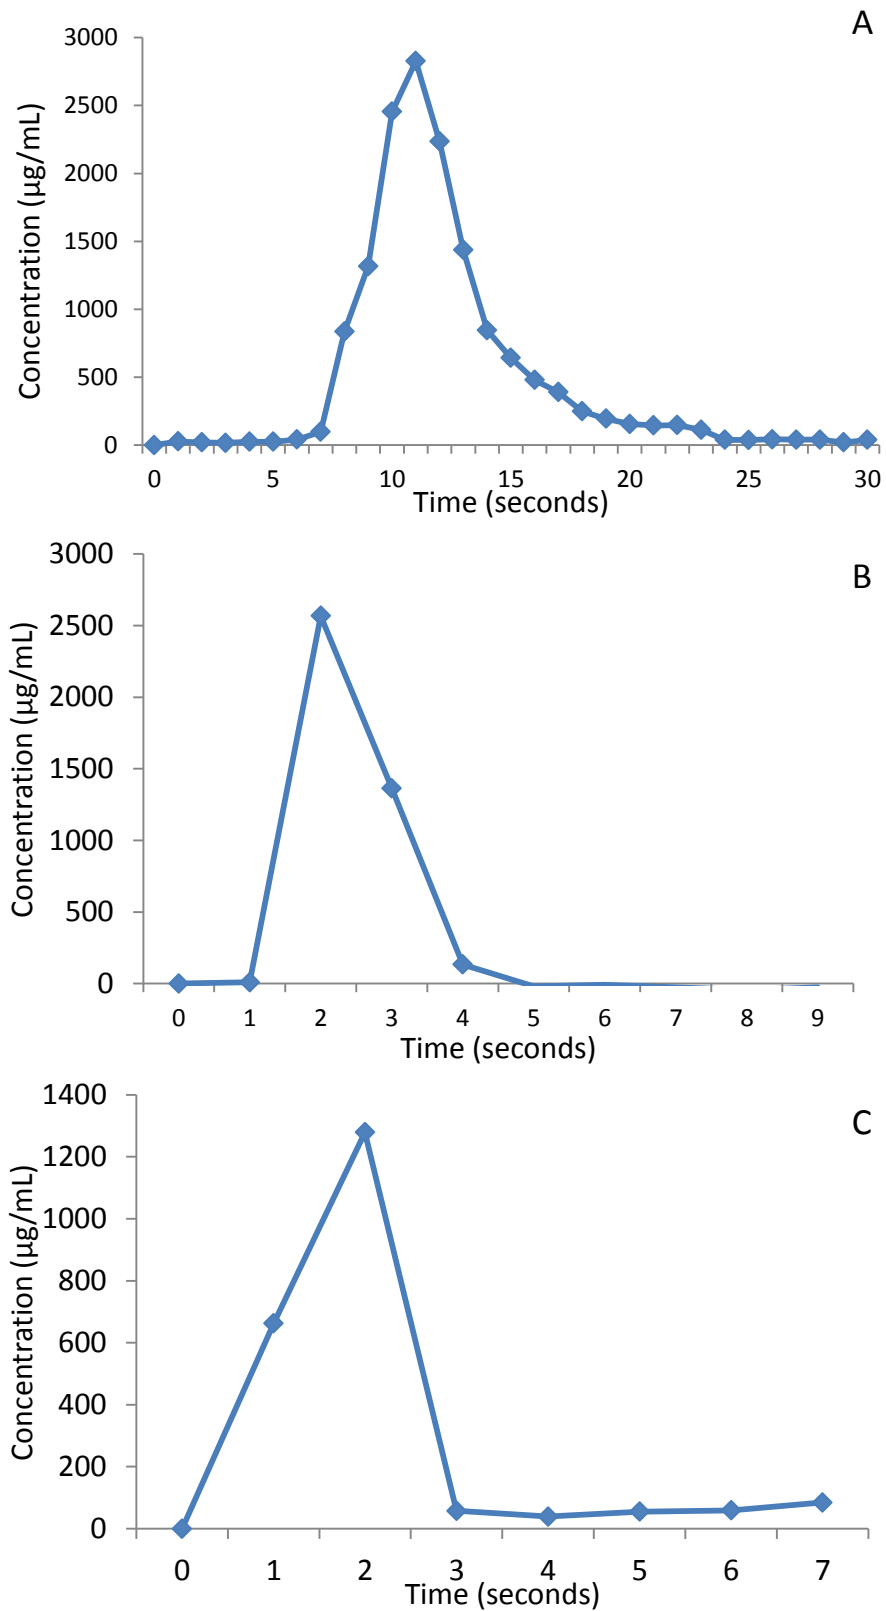 A
3000
2500
2000
1500
1000
500
0
Concentration (µg/mL)
0 5 10 15 20 25 30
Time (seconds)
B
3000
2500
2000
1500
1000
500
0
Concentration (µg/mL)
0 1 2 3 4 5 6 7 8 9
Time (seconds)
C
1400
1200
1000
800
600
400
200
0
Concentration (µg/mL)
0 1 2 3 4 5 6 7
Time (seconds)